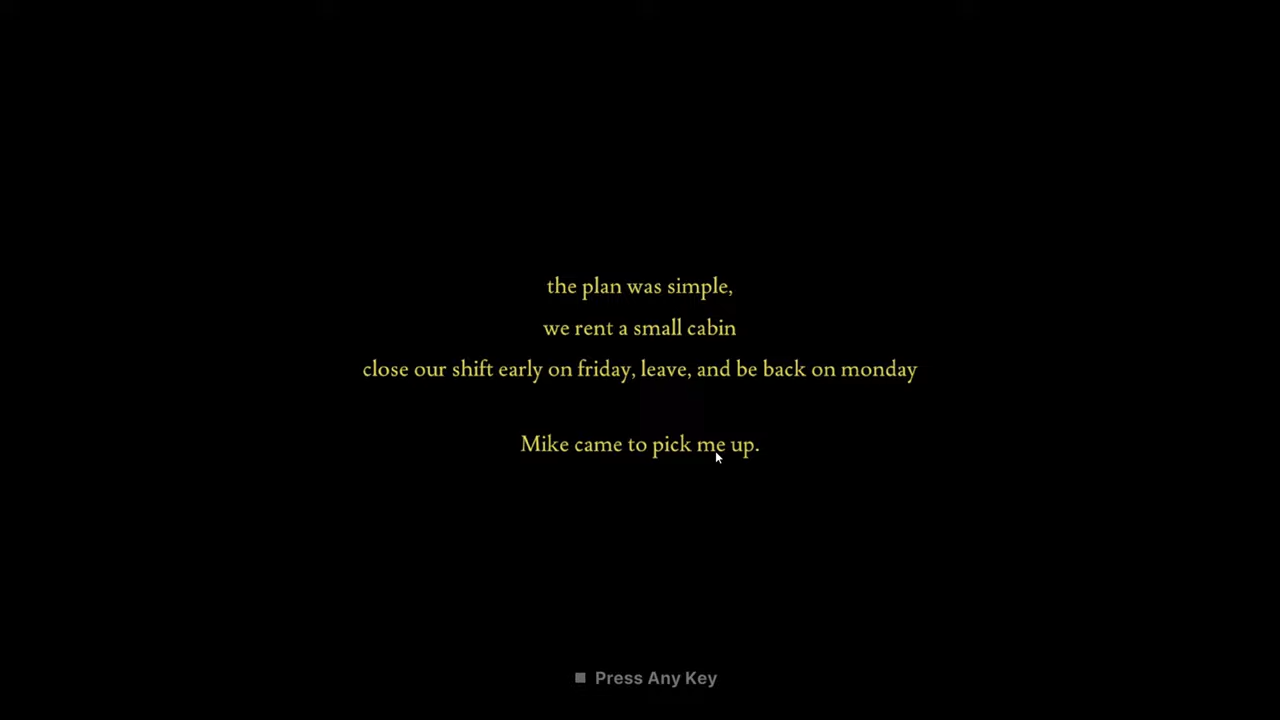 the plan was simple,
we rent a small cabin
close our shift early on friday, leave, and be back on monday
Mike came to pick me up.
Press Any Key